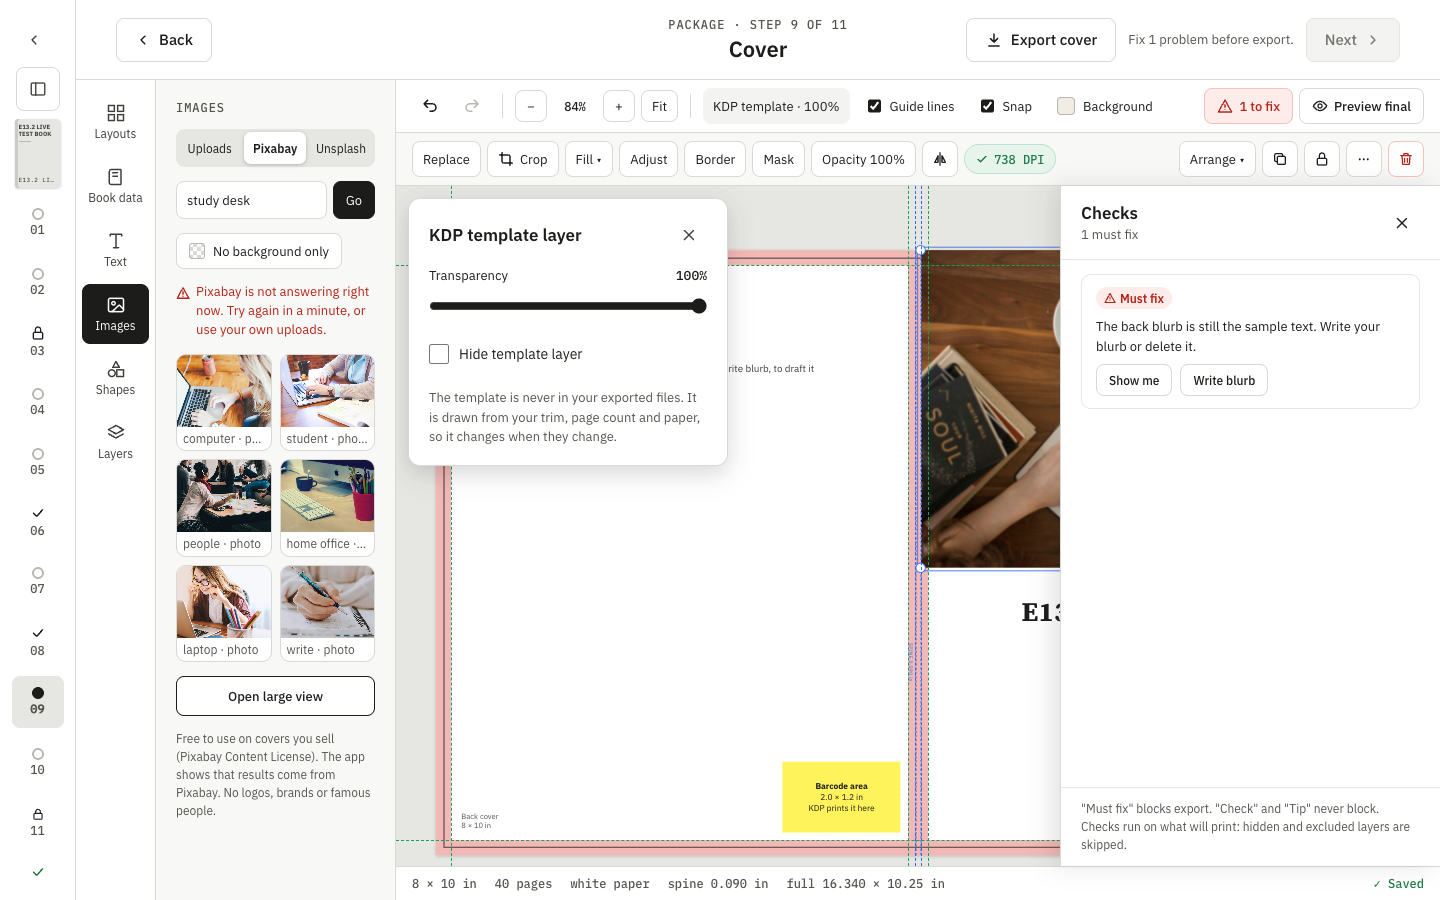 PACKAGE · STEP 9 OF 11
Back
Cover
Export cover
Fix 1 problem before export.
Next
E13.2 LIVE
TEST BOOK
E13.2 LI…
01
02
03
04
05
06
07
08
09
10
11
Layouts
Book data
Text
Images
Shapes
Layers
IMAGES
Uploads
Pixabay
Unsplash
study desk
Go
No background only
Pixabay is not answering right
now. Try again in a minute, or
use your own uploads.
computer · p…
student · pho…
people · photo
home office ·…
laptop · photo
write · photo
Open large view
Free to use on covers you sell
(Pixabay Content License). The app
shows that results come from
Pixabay. No logos, brands or famous
people.
84%
Fit
KDP template · 100%
Guide lines
Snap
Background
1 to fix
Preview final
Replace
Crop
Fill
Adjust
Border
Mask
Opacity 100%
738 DPI
Arrange
KDP template layer
Transparency
100%
Hide template layer
The template is never in your exported files. It
is drawn from your trim, page count and paper,
so it changes when they change.
rite blurb, to draft it
SOUL
E13
Barcode area
2.0 × 1.2 in
KDP prints it here
Back cover
8 × 10 in
Checks
1 must fix
Must fix
The back blurb is still the sample text. Write your
blurb or delete it.
Show me
Write blurb
"Must fix" blocks export. "Check" and "Tip" never block.
Checks run on what will print: hidden and excluded layers are
skipped.
8 × 10 in
40 pages
white paper
spine 0.090 in
full 16.340 × 10.25 in
✓ Saved